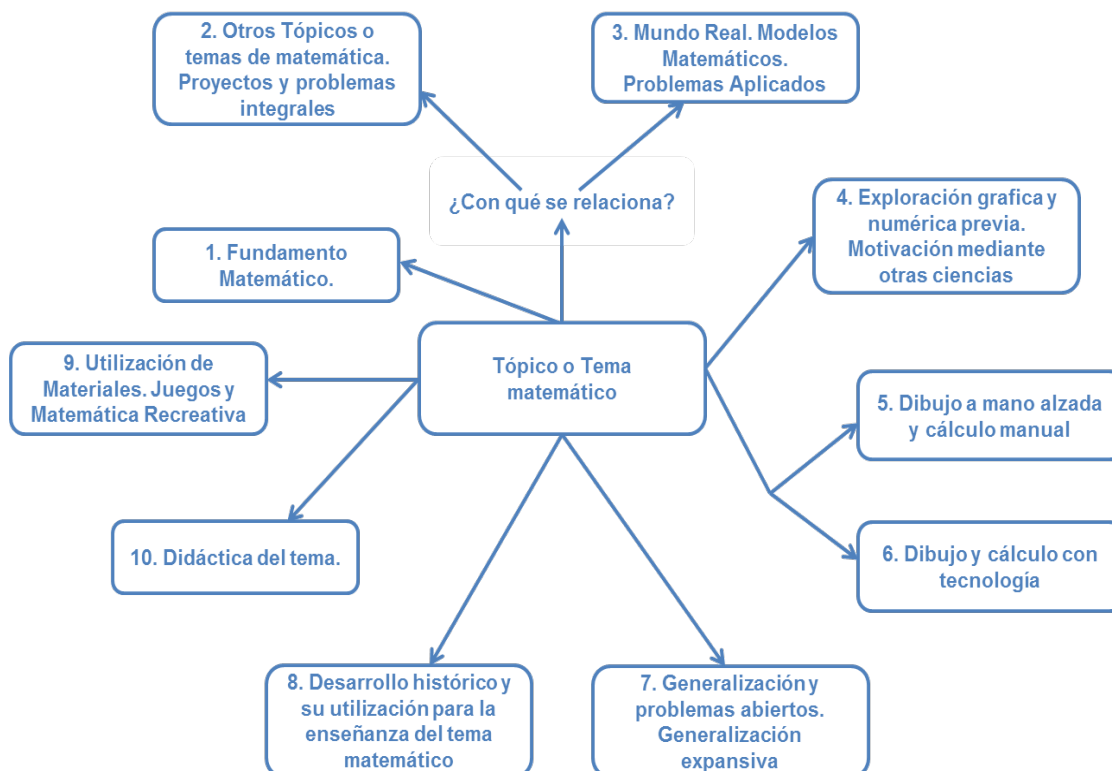 2. Otros Tópicos o
temas de matemática.
Proyectos y problemas
integrales
3. Mundo Real. Modelos
Matemáticos.
Problemas Aplicados
¿Con qué se relaciona?
4. Exploración grafica y
numérica previa.
Motivación mediante
otras ciencias
1. Fundamento
Matemático.
Tópico o Tema
matemático
9. Utilización de
Materiales. Juegos y
Matemática Recreativa
5. Dibujo a mano alzada
y cálculo manual
10. Didáctica del tema.
6. Dibujo y cálculo con
tecnología
8. Desarrollo histórico y
su utilización para la
enseñanza del tema
matemático
7. Generalización y
problemas abiertos.
Generalización
expansiva